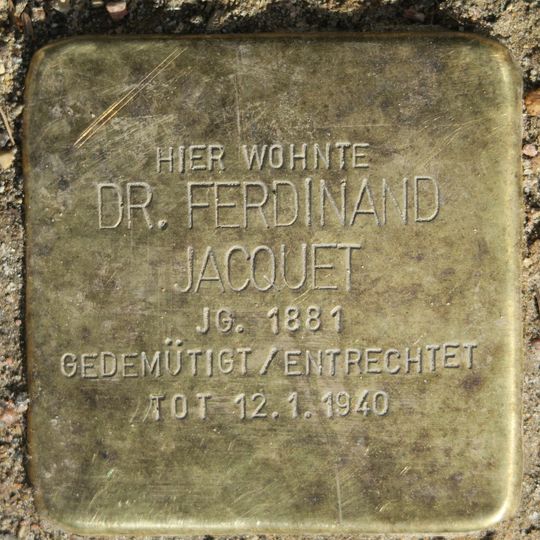 HIER WOHNTE
DR. FERDINAND
JACQUET
JG. 1881
GEDEMÜTIGT/ENTRECHTET
TOT 12.1.1940